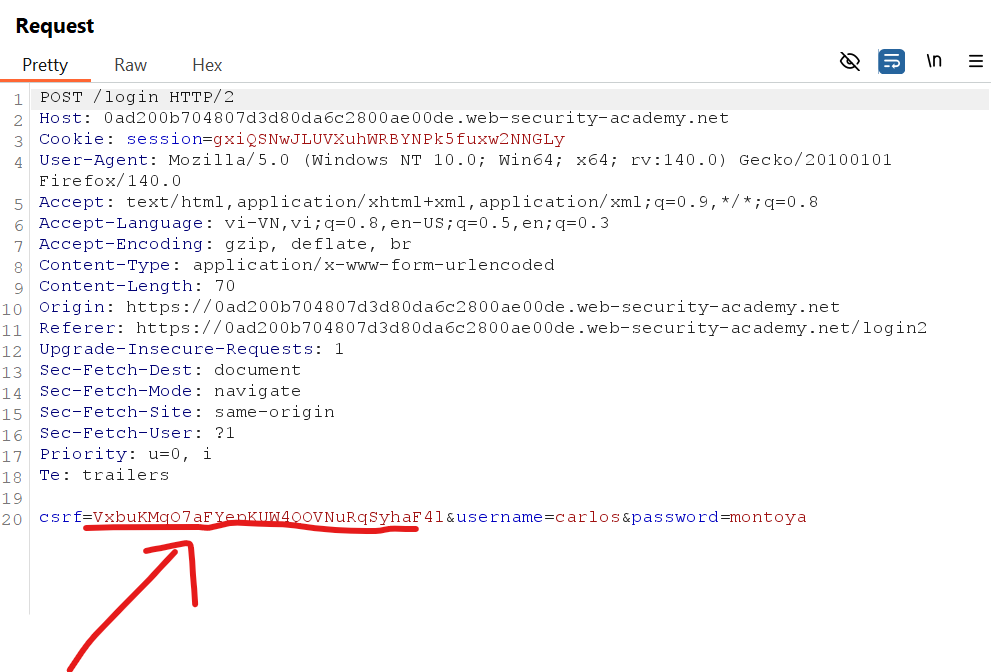 Request
Pretty Raw Hex
\n
1 POST /login HTTP/2
2 Host: 0ad200b704807d3d80da6c2800ae00de.web-security-academy.net
3 Cookie: session=gxiQSNwJLUVXuhWRBYNPk5fuxw2NNGLy
4 User-Agent: Mozilla/5.0 (Windows NT 10.0; Win64; x64; rv:140.0) Gecko/20100101
Firefox/140.0
5 Accept: text/html,application/xhtml+xml,application/xml;q=0.9,*/*;q=0.8
6 Accept-Language: vi-VN,vi;q=0.8,en-US;q=0.5,en;q=0.3
7 Accept-Encoding: gzip, deflate, br
8 Content-Type: application/x-www-form-urlencoded
9 Content-Length: 70
10 Origin: https://0ad200b704807d3d80da6c2800ae00de.web-security-academy.net
11 Referer: https://0ad200b704807d3d80da6c2800ae00de.web-security-academy.net/login2
12 Upgrade-Insecure-Requests: 1
13 Sec-Fetch-Dest: document
14 Sec-Fetch-Mode: navigate
15 Sec-Fetch-Site: same-origin
16 Sec-Fetch-User: ?1
17 Priority: u=0, i
18 Te: trailers
19
20 csrf=&username=carlos&password=montoya